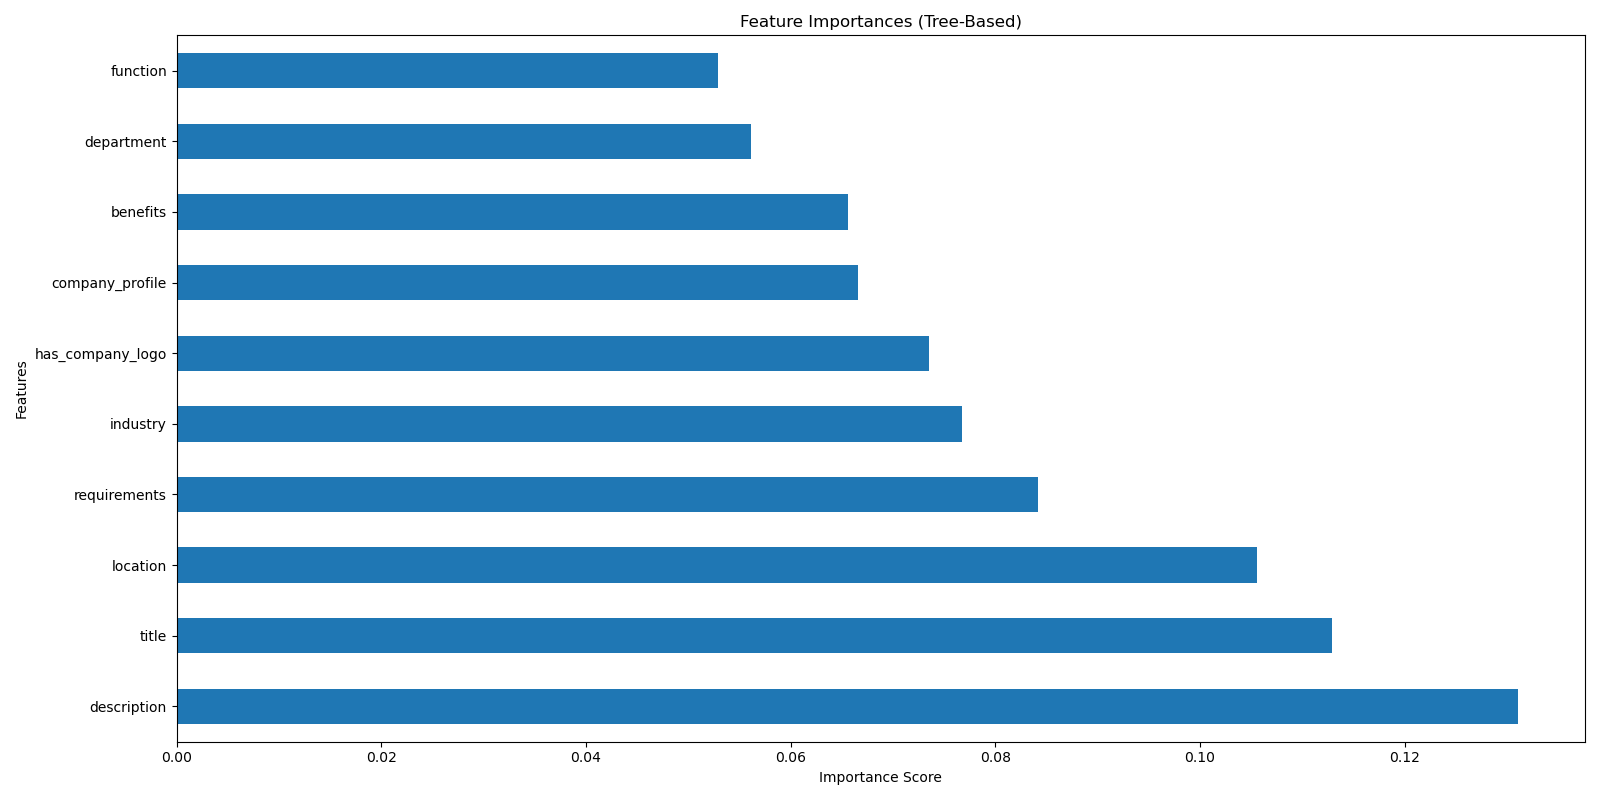 Feature Importances (Tree-Based)
function
department
benefits
company_profile
has_company_logo
industry
requirements
location
title
description
Features
0.00 0.02 0.04 0.06 0.08 0.10 0.12
Importance Score